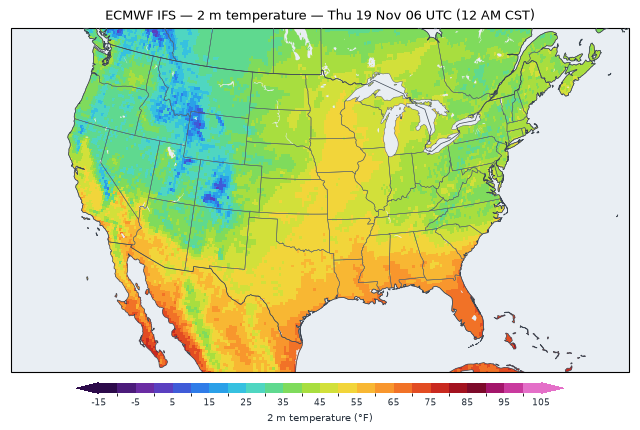 ECMWF IFS — 2 m temperature — Thu 19 Nov 06 UTC (12 AM CST)
-15 -5 5 15 25 35 45 55 65 75 85 95 105
2 m temperature (°F)